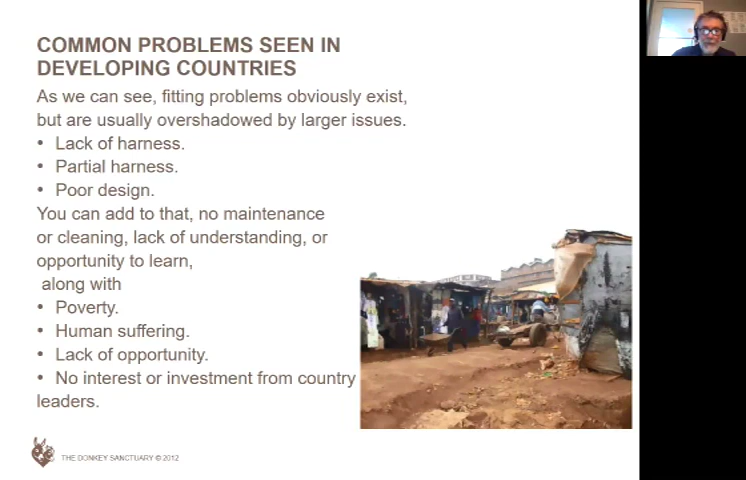 COMMON PROBLEMS SEEN IN
DEVELOPING COUNTRIES
As we can see, fitting problems obviously exist,
but are usually overshadowed by larger issues.
• Lack of harness.
• Partial harness.
• Poor design.
You can add to that, no maintenance
or cleaning, lack of understanding, or
opportunity to learn,
along with
• Poverty.
• Human suffering.
• Lack of opportunity.
• No interest or investment from country
leaders.
THE DONKEY SANCTUARY © 2012